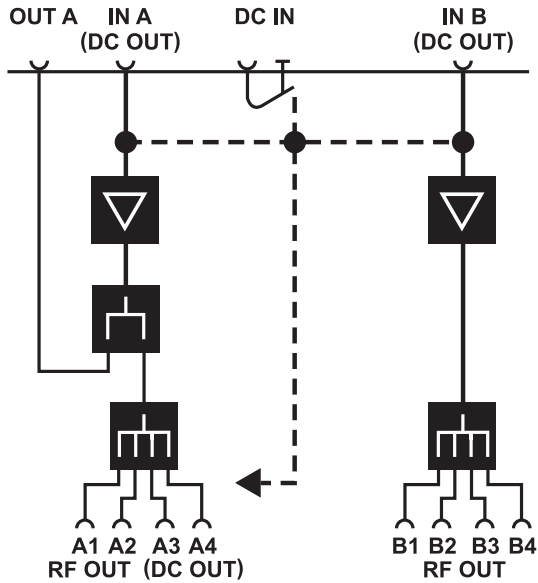 OUT A IN A DC IN IN B
(DC OUT) (DC OUT)
A1 A2 A3 A4 B1 B2 B3 B4
RF OUT (DC OUT) RF OUT